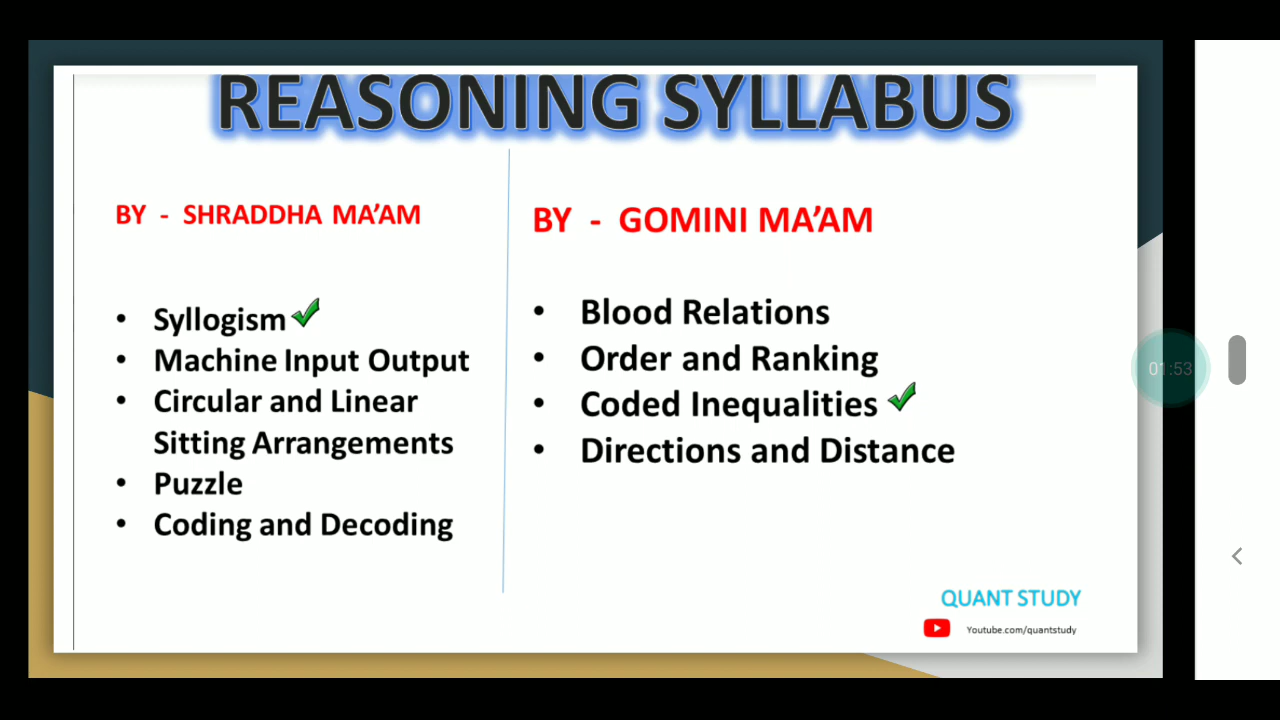 REASONING SYLLABUS
BY - SHRADDHA MA’AM
• Syllogism
• Machine Input Output
• Circular and Linear
Sitting Arrangements
• Puzzle
• Coding and Decoding
BY - GOMINI MA’AM
• Blood Relations
• Order and Ranking
• Coded Inequalities
• Directions and Distance
QUANT STUDY
Youtube.com/quantstudy
01:53